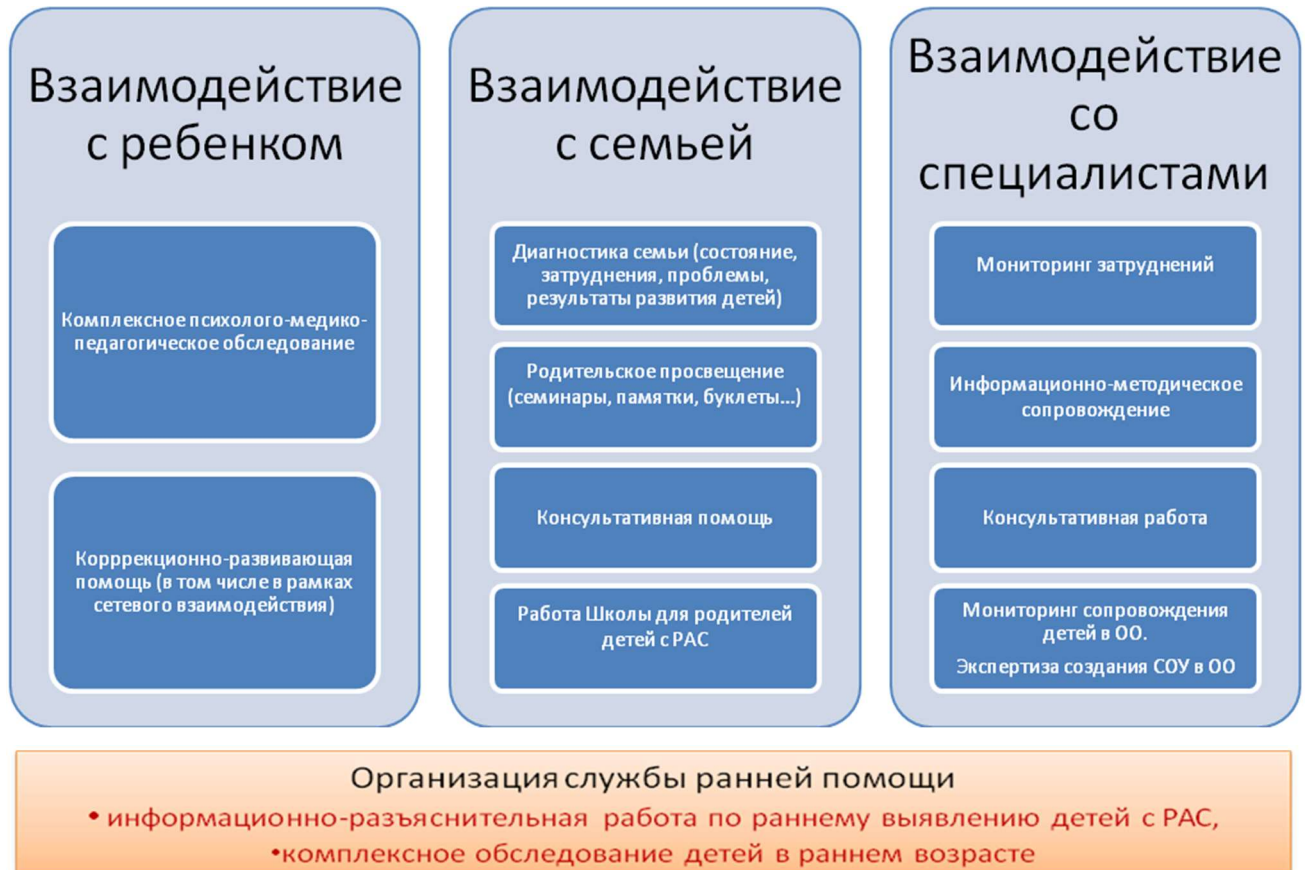 Взаимодействие
с ребенком
Комплексное психолого-медико-
педагогическое обследование
Корррекционно-развивающая
помощь (в том числе в рамках
сетевого взаимодействия)
Взаимодействие
с семьей
Диагностика семьи (состояние,
затруднения, проблемы,
результаты развития детей)
Родительское просвещение
(семинары, памятки, буклеты...)
Консультативная помощь
Работа Школы для родителей
детей с РАС
Взаимодействие
со
специалистами
Мониторинг затруднений
Информационно-методическое
сопровождение
Консультативная работа
Мониторинг сопровождения
детей в ОО.
Экспертиза создания СОУ в ОО
Организация службы ранней помощи
• информационно-разъяснительная работа по раннему выявлению детей с РАС,
•комплексное обследование детей в раннем возрасте